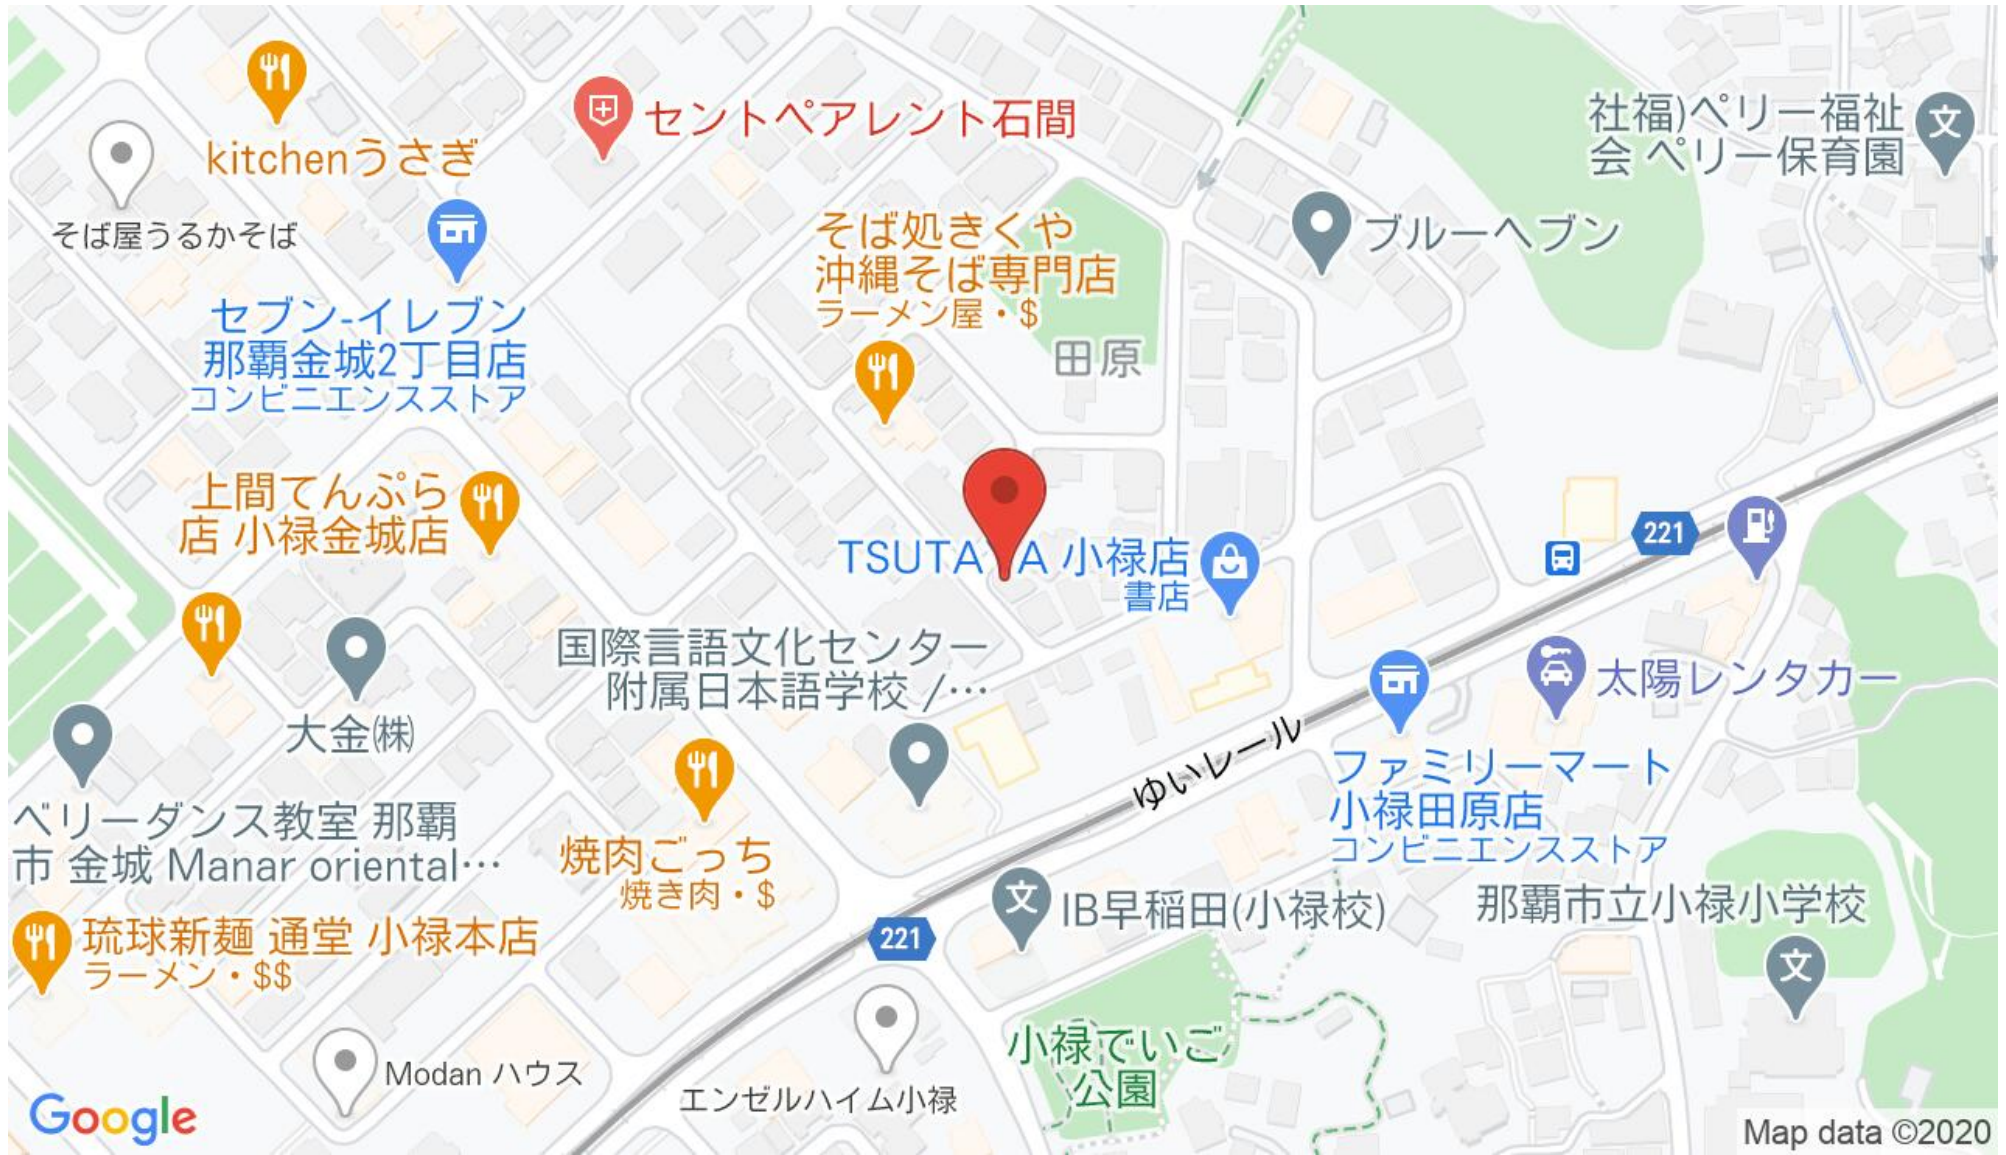 kitchenうさぎ
そば屋うるかそば
セントペアレント石間
社福)ペリー福祉
会 ペリー保育園
ブルーヘブン
そば処きくや
沖縄そば専門店
ラーメン屋・$
田原
セブン-イレブン
那覇金城2丁目店
コンビニエンスストア
上間てんぷら
店 小禄金城店
TSUTA YA 小禄店
書店
221
国際言語文化センター
附属日本語学校 /…
大金㈱
太陽レンタカー
ゆいレール
ファミリーマート
小禄田原店
コンビニエンスストア
ベリーダンス教室 那覇
市 金城 Manar oriental…
焼肉ごっち
焼き肉・$
IB早稲田(小禄校)
那覇市立小禄小学校
琉球新麺 通堂 小禄本店
ラーメン・$$
221
小禄でいご
公園
Modan ハウス
エンゼルハイム小禄
Google
Map data ©2020
文
文
文